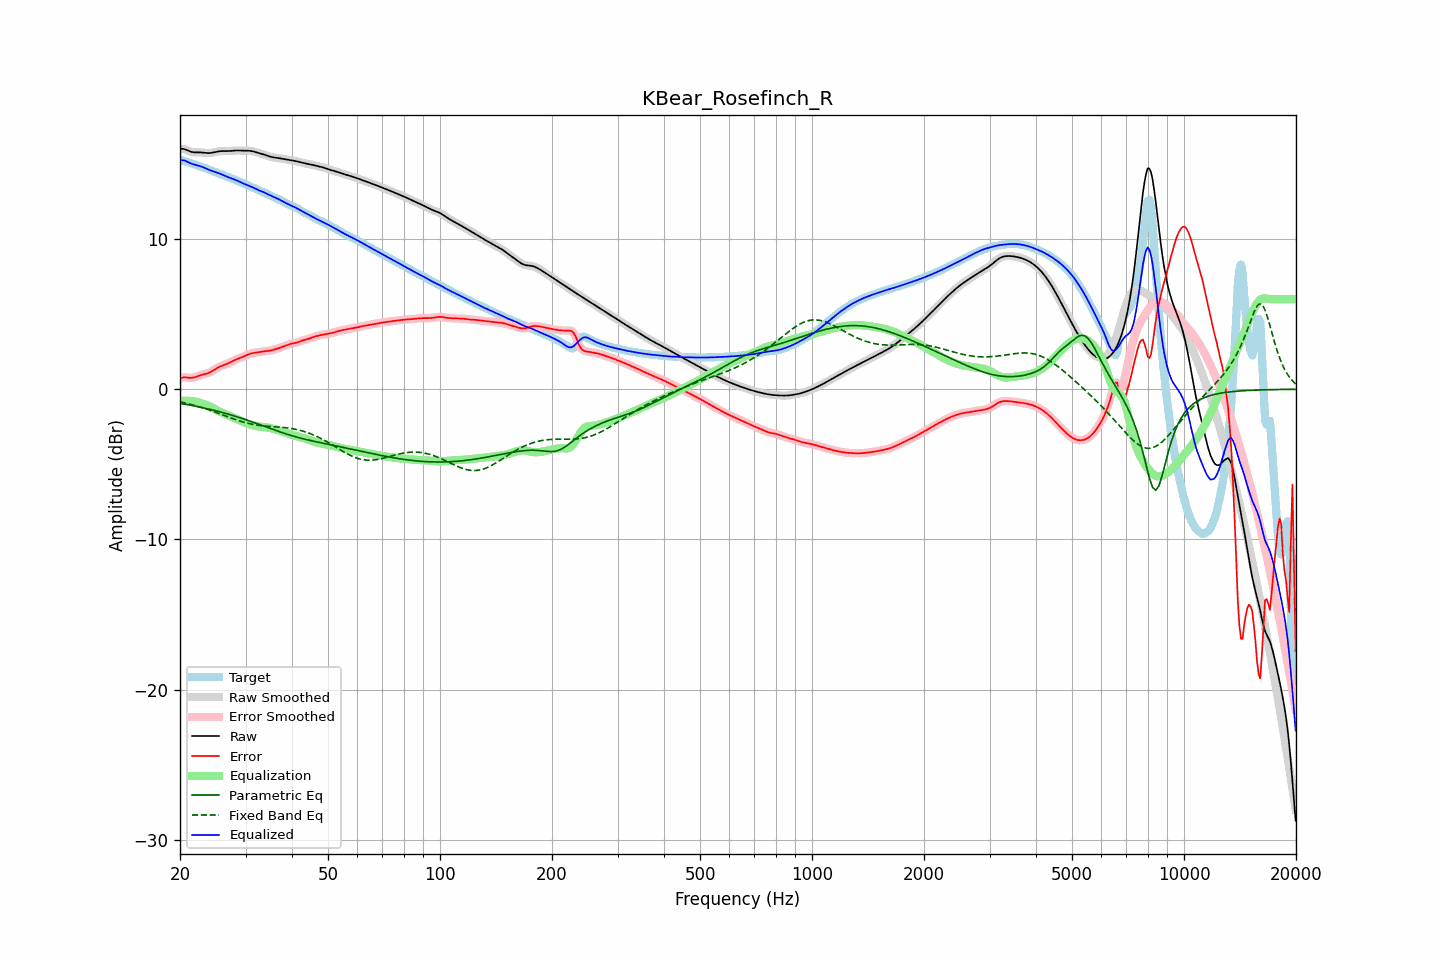 KBear_Rosefinch_R
Amplitude (dBr)
10
0
−10
−20
−30
Target
Raw Smoothed
Error Smoothed
Raw
Error
Equalization
Parametric Eq
Fixed Band Eq
Equalized
20 50 100 200 500 1000 2000 5000 10000 20000
Frequency (Hz)